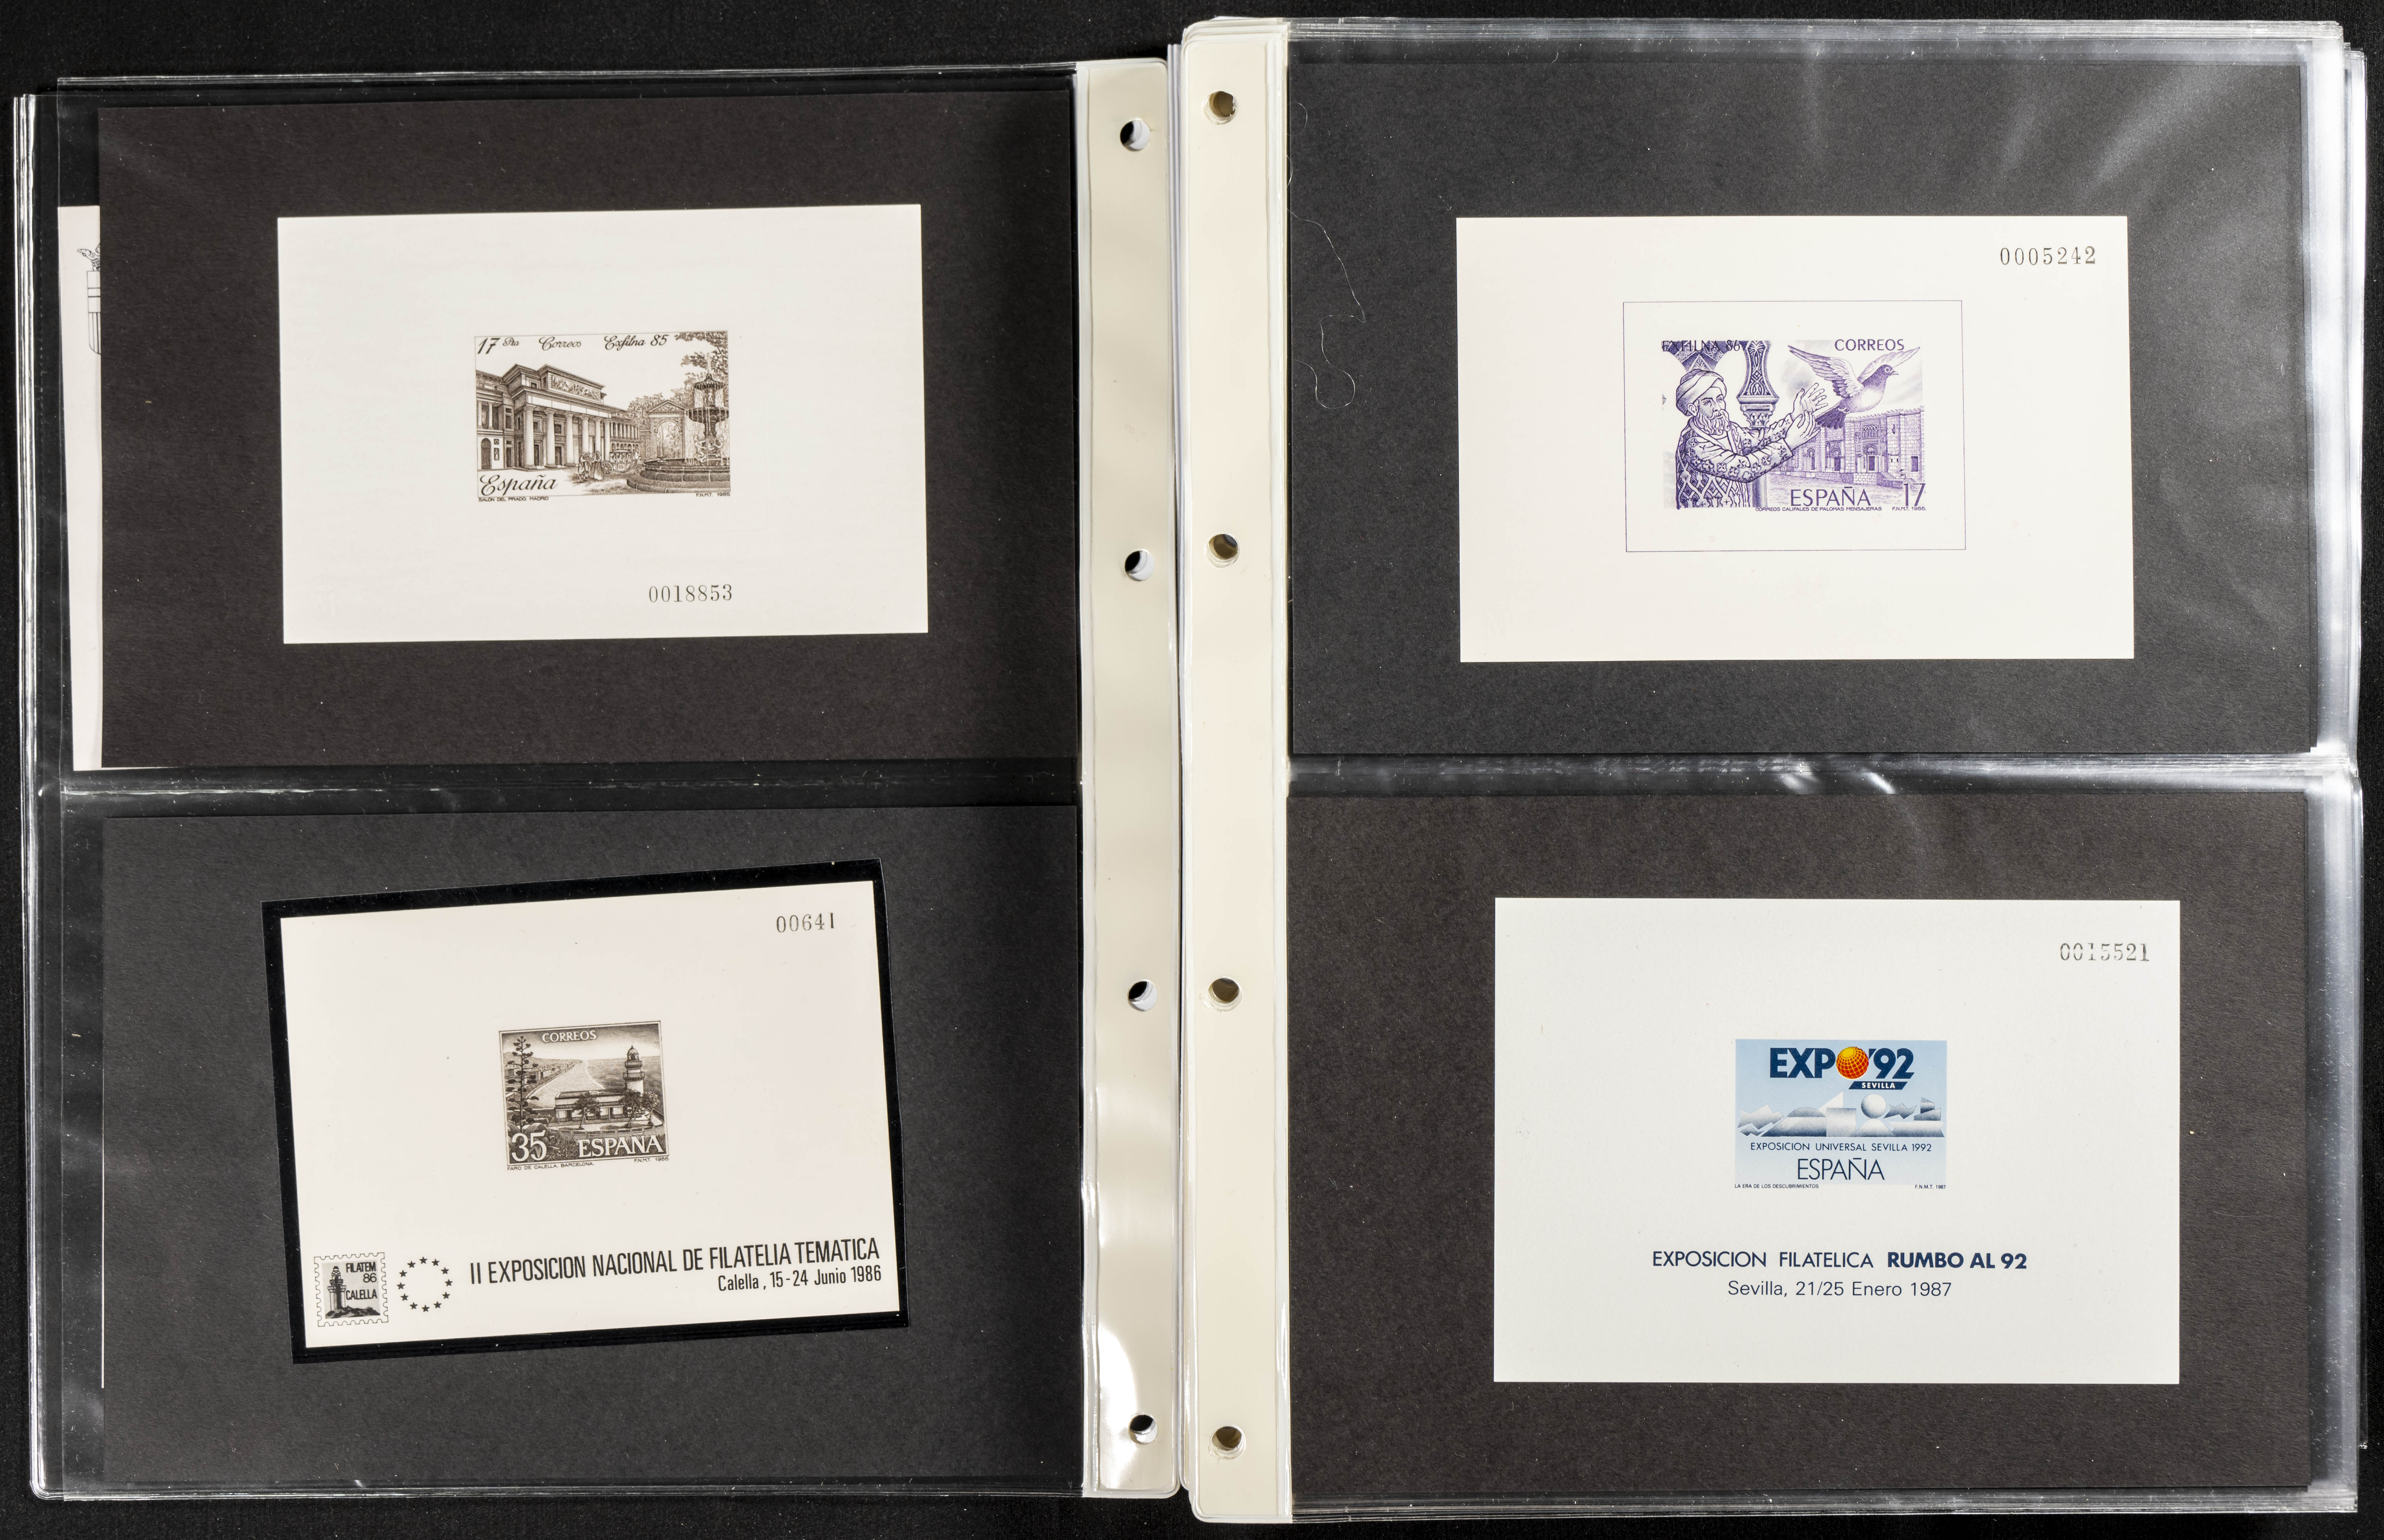 17 Pta Correos Exfilna 85
España
SALON DEL PRADO. MADRID F.N.M.T. 1985
0018853
00641
CORREOS
35 ESPAÑA
FARO DE CALELLA. BARCELONA. F.N.M.T. 1986
FILATEM
86
CALELLA
II EXPOSICION NACIONAL DE FILATELIA TEMATICA
Calella, 15-24 Junio 1986
0005242
EXFILNA 86 CORREOS
ESPAÑA 17
CORREOS CALIFALES DE PALOMAS MENSAJERAS F.N.M.T. 1986.
0015521
EXPO'92
SEVILLA
EXPOSICION UNIVERSAL SEVILLA 1992
ESPAÑA
LA ERA DE LOS DESCUBRIMIENTOS F.N.M.T. 1987
EXPOSICION FILATELICA RUMBO AL 92
Sevilla, 21/25 Enero 1987